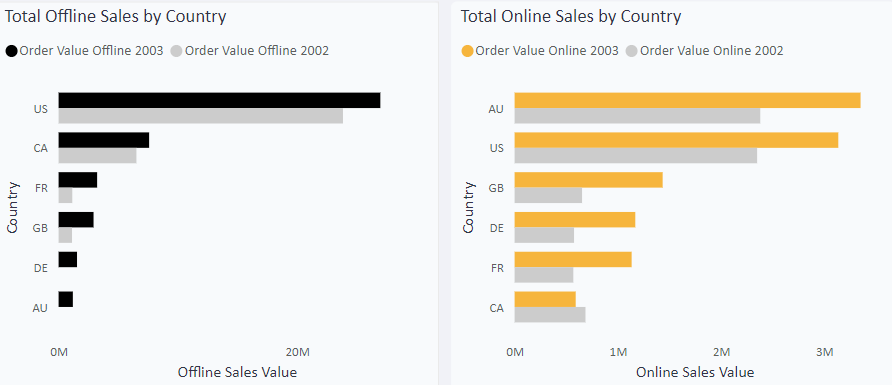 Total Offline Sales by Country
Order Value Offline 2003 Order Value Offline 2002
Country
US
CA
FR
GB
DE
AU
0M 20M
Offline Sales Value
Total Online Sales by Country
Order Value Online 2003 Order Value Online 2002
Country
AU
US
GB
DE
FR
CA
0M 1M 2M 3M
Online Sales Value